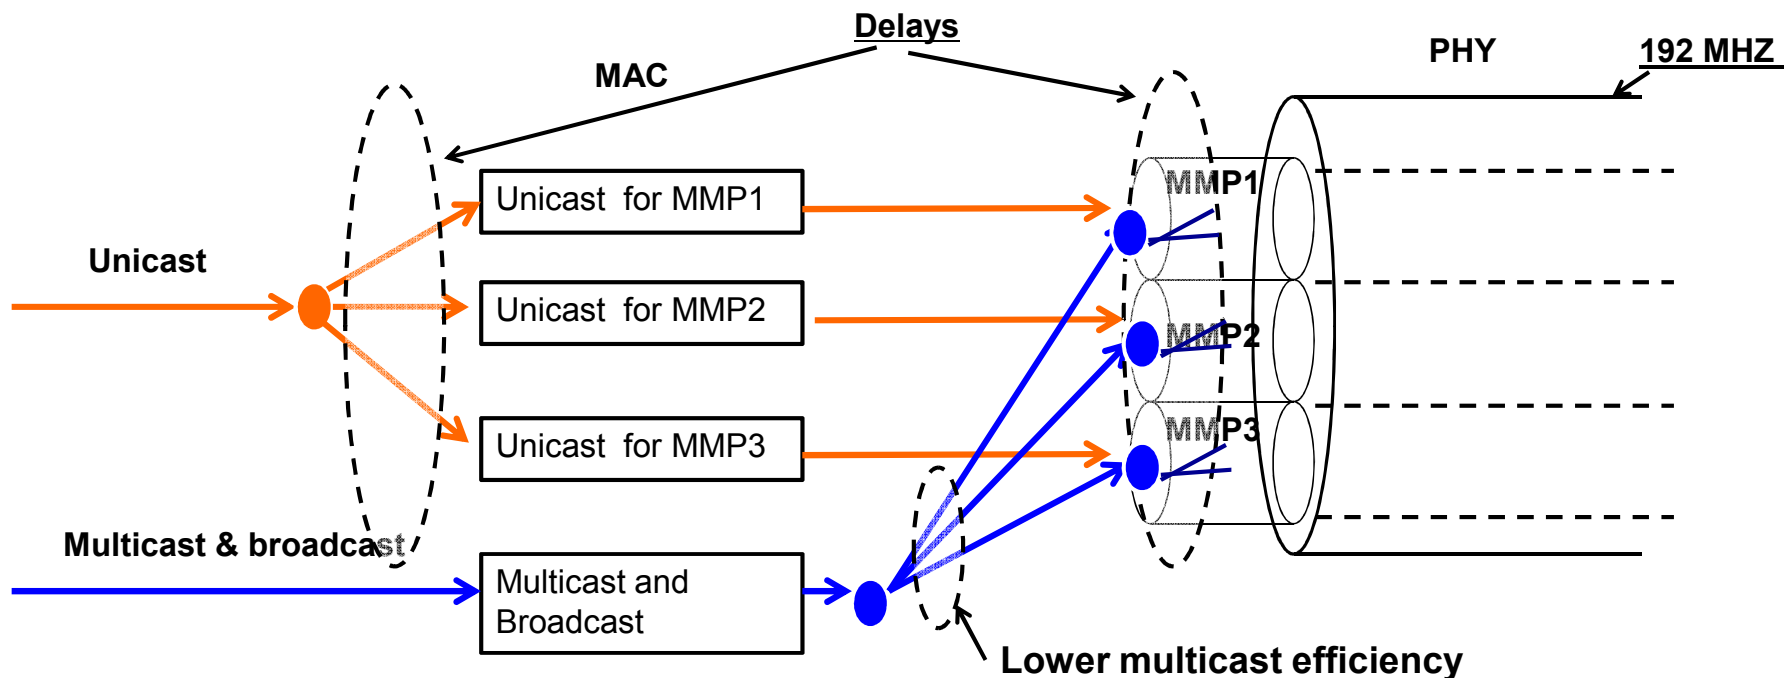 Delays
MAC
PHY
192 MHZ
Unicast for MMP1
MMP1
Unicast
Unicast for MMP2
MMP2
Unicast for MMP3
MMP3
Multicast & broadcast
Multicast and
Broadcast
Lower multicast efficiency